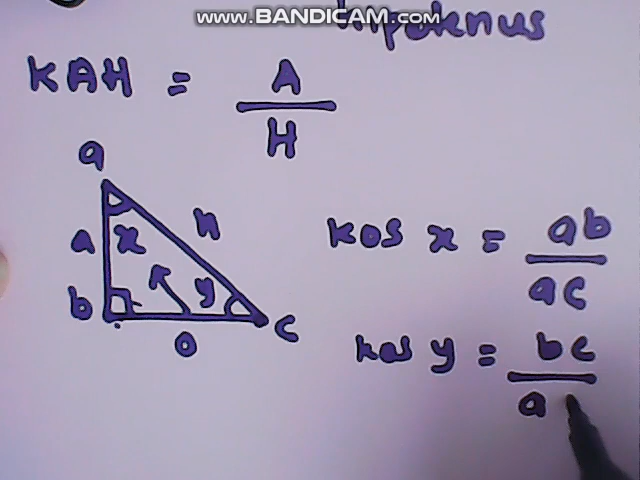 www.BANDICAM.com
hipotenus
KAH = A
H
a
a x H
b y c
o
kos x = ab
ac
kos y = bc
a